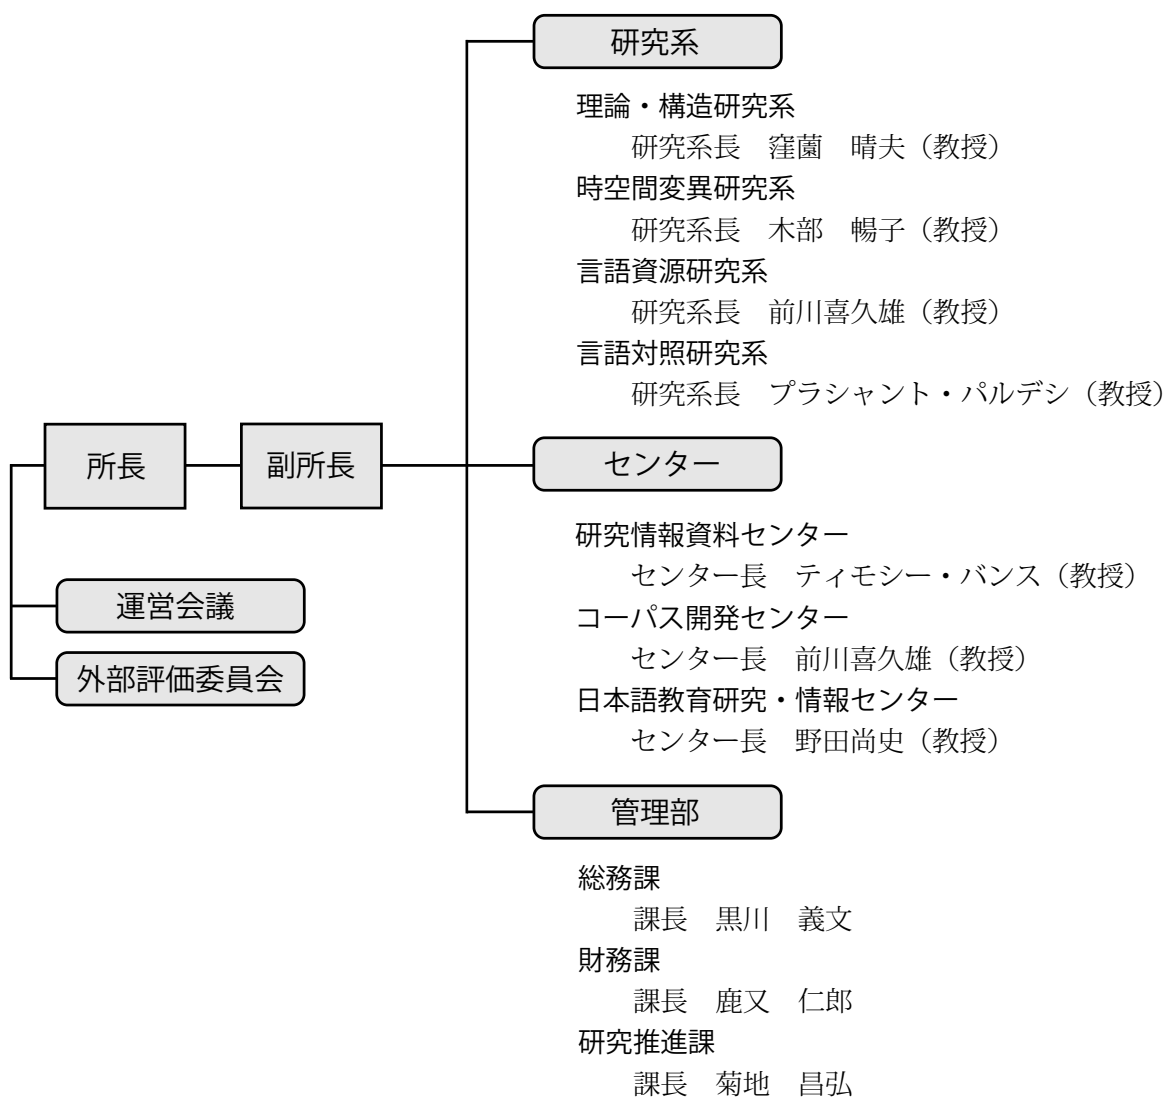 研究系
理論・構造研究系
研究系長　窪薗　晴夫（教授）
時空間変異研究系
研究系長　木部　暢子（教授）
言語資源研究系
研究系長　前川喜久雄（教授）
言語対照研究系
研究系長　プラシャント・パルデシ（教授）
所長
副所長
運営会議
外部評価委員会
センター
研究情報資料センター
センター長　ティモシー・バンス（教授）
コーパス開発センター
センター長　前川喜久雄（教授）
日本語教育研究・情報センター
センター長　野田尚史（教授）
管理部
総務課
課長　黒川　義文
財務課
課長　鹿又　仁郎
研究推進課
課長　菊地　昌弘